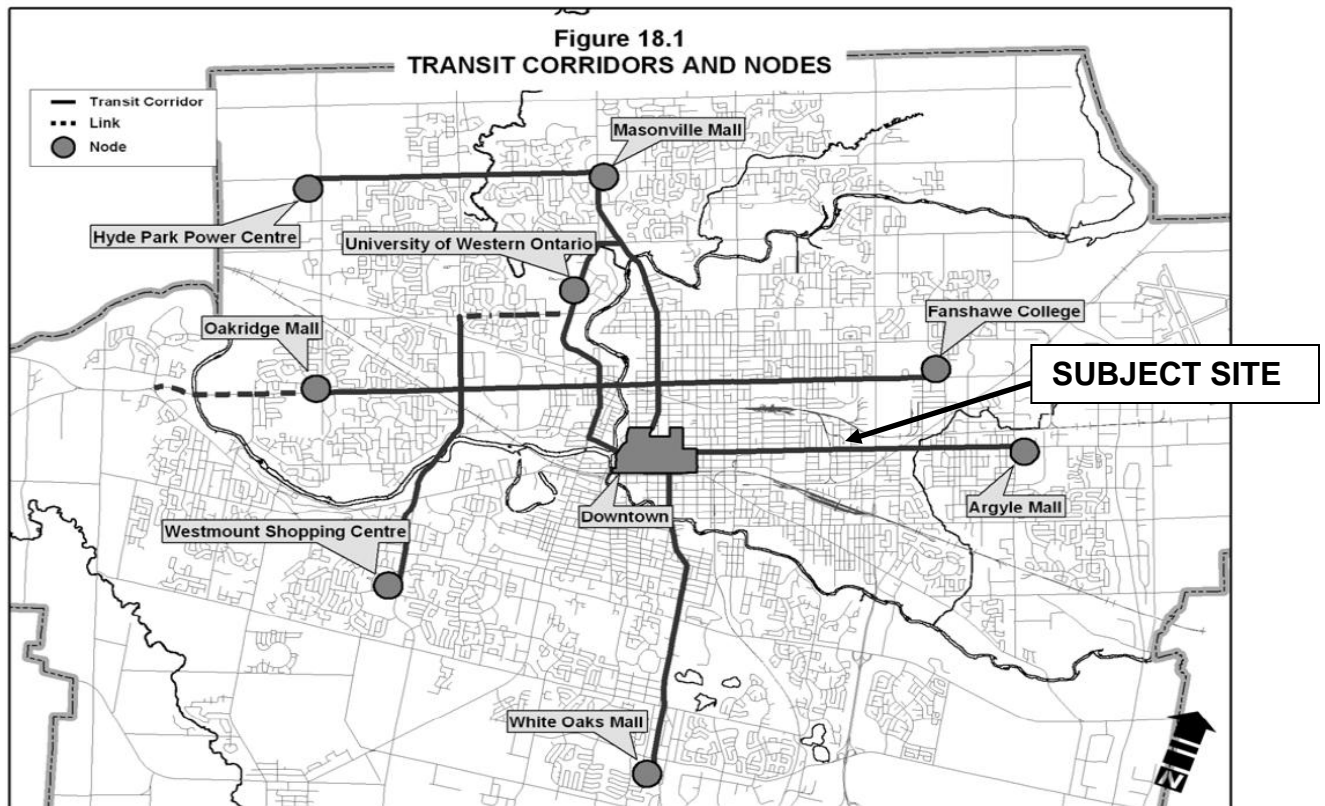 Figure 18.1
TRANSIT CORRIDORS AND NODES
Transit Corridor
Link
Node
Masonville Mall
Hyde Park Power Centre
University of Western Ontario
Oakridge Mall
Fanshawe College
SUBJECT SITE
Westmount Shopping Centre
Downtown
Argyle Mall
White Oaks Mall
N